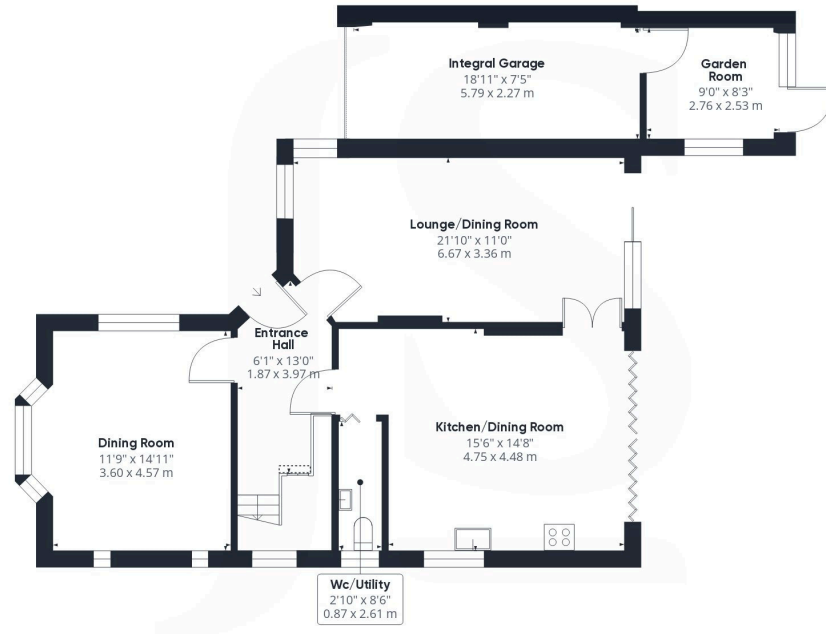 Integral Garage
18'11" x 7'5"
5.79 x 2.27 m
Garden
Room
9'0" x 8'3"
2.76 x 2.53 m
Lounge/Dining Room
21'10" x 11'0"
6.67 x 3.36 m
Entrance
Hall
6'1" x 13'0"
1.87 x 3.97 m
Dining Room
11'9" x 14'11"
3.60 x 4.57 m
Kitchen/Dining Room
15'6" x 14'8"
4.75 x 4.48 m
Wc/Utility
2'10" x 8'6"
0.87 x 2.61 m